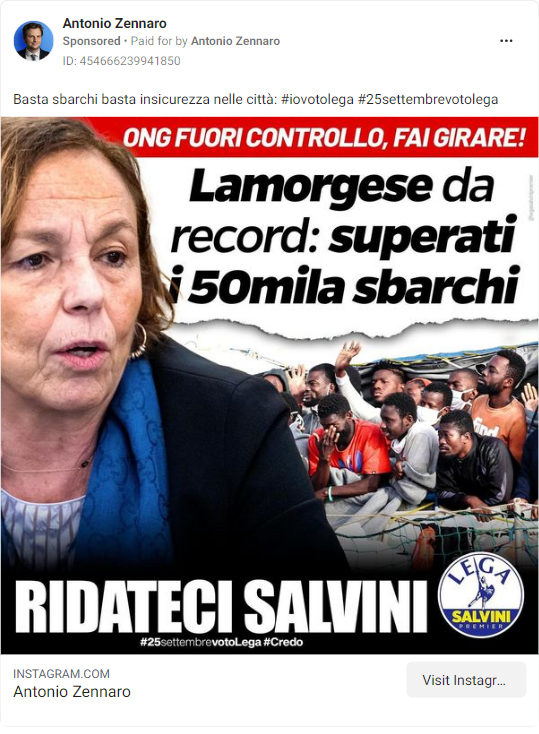 Antonio Zennaro
Sponsored • Paid for by Antonio Zennaro
ID: 454666239941850
Basta sbarchi basta insicurezza nelle città: #iovotolega #25settembrevotolega
ONG FUORI CONTROLLO, FAI GIRARE!
Lamorgese da
record: superati
i 50mila sbarchi
find
RIDATECI SALVINI
LEGA
SALVINI
PREMIER
#25settembrevotoLega #Credo
INSTAGRAM.COM
Antonio Zennaro
Visit Instagr...